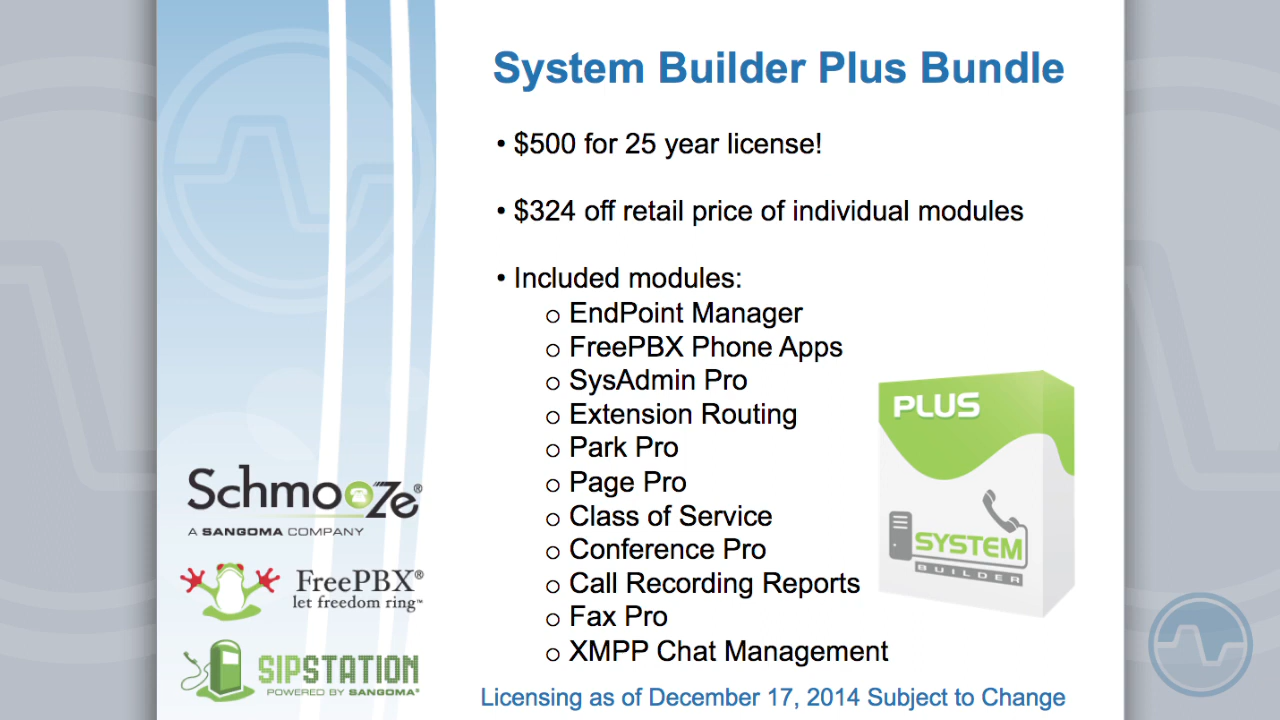 System Builder Plus Bundle
• $500 for 25 year license!
• $324 off retail price of individual modules
• Included modules:
o EndPoint Manager
o FreePBX Phone Apps
o SysAdmin Pro
o Extension Routing
o Park Pro
o Page Pro
o Class of Service
o Conference Pro
o Call Recording Reports
o Fax Pro
o XMPP Chat Management
Licensing as of December 17, 2014 Subject to Change
PLUS
SYSTEM
BUILDER
SchmooZe®
A SANGOMA COMPANY
FreePBX®
let freedom ring™
SIPSTATION
POWERED BY SANGOMA®